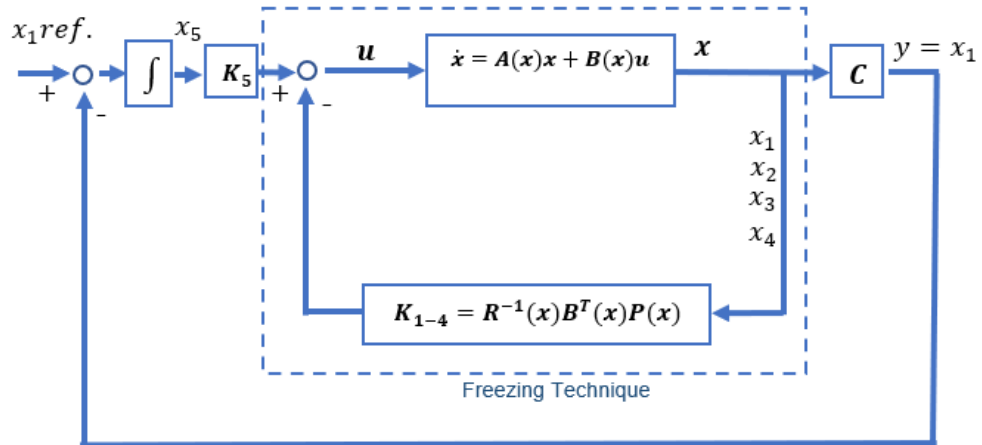 x₁ref.
+
-
∫
x₅
K₅
+
-
u
ẋ = A(x)x + B(x)u
x
C
y = x₁
x₁
x₂
x₃
x₄
K₁₋₄ = R⁻¹(x)Bᵀ(x)P(x)
Freezing Technique